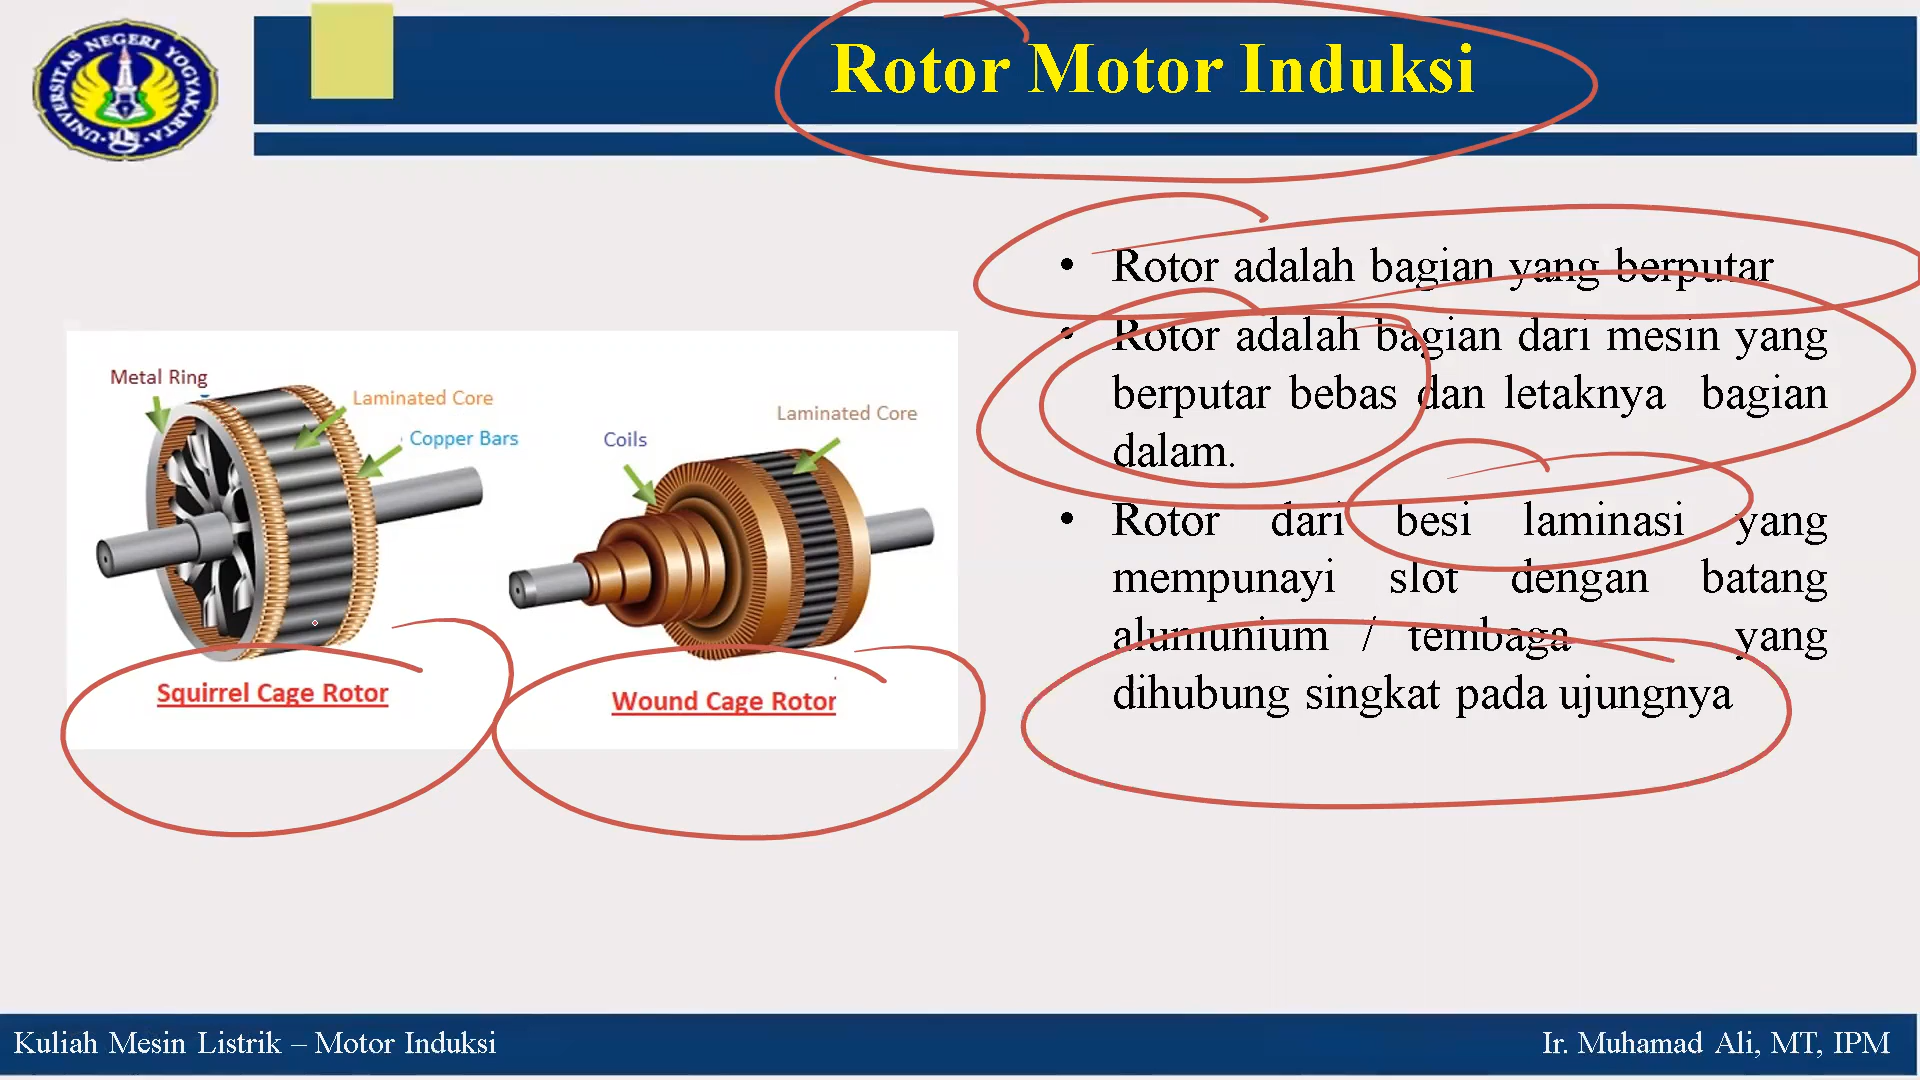 UNIVERSITAS NEGERI YOGYAKARTA
Rotor Motor Induksi
• Rotor adalah bagian yang berputar
• Rotor adalah bagian dari mesin yang
berputar bebas dan letaknya bagian
dalam.
• Rotor dari besi laminasi yang
mempunayi slot dengan batang
alumunium / tembaga yang
dihubung singkat pada ujungnya
Metal Ring
Laminated Core
Copper Bars
Squirrel Cage Rotor
Coils
Laminated Core
Wound Cage Rotor
Kuliah Mesin Listrik – Motor Induksi
Ir. Muhamad Ali, MT, IPM